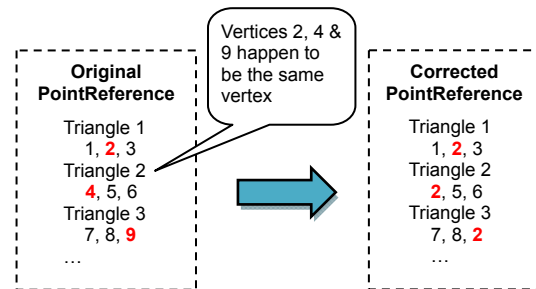 Vertices 2, 4 &
9 happen to
be the same
vertex
Original
PointReference
Triangle 1
1, 2, 3
Triangle 2
4, 5, 6
Triangle 3
7, 8, 9
…
Corrected
PointReference
Triangle 1
1, 2, 3
Triangle 2
2, 5, 6
Triangle 3
7, 8, 2
…